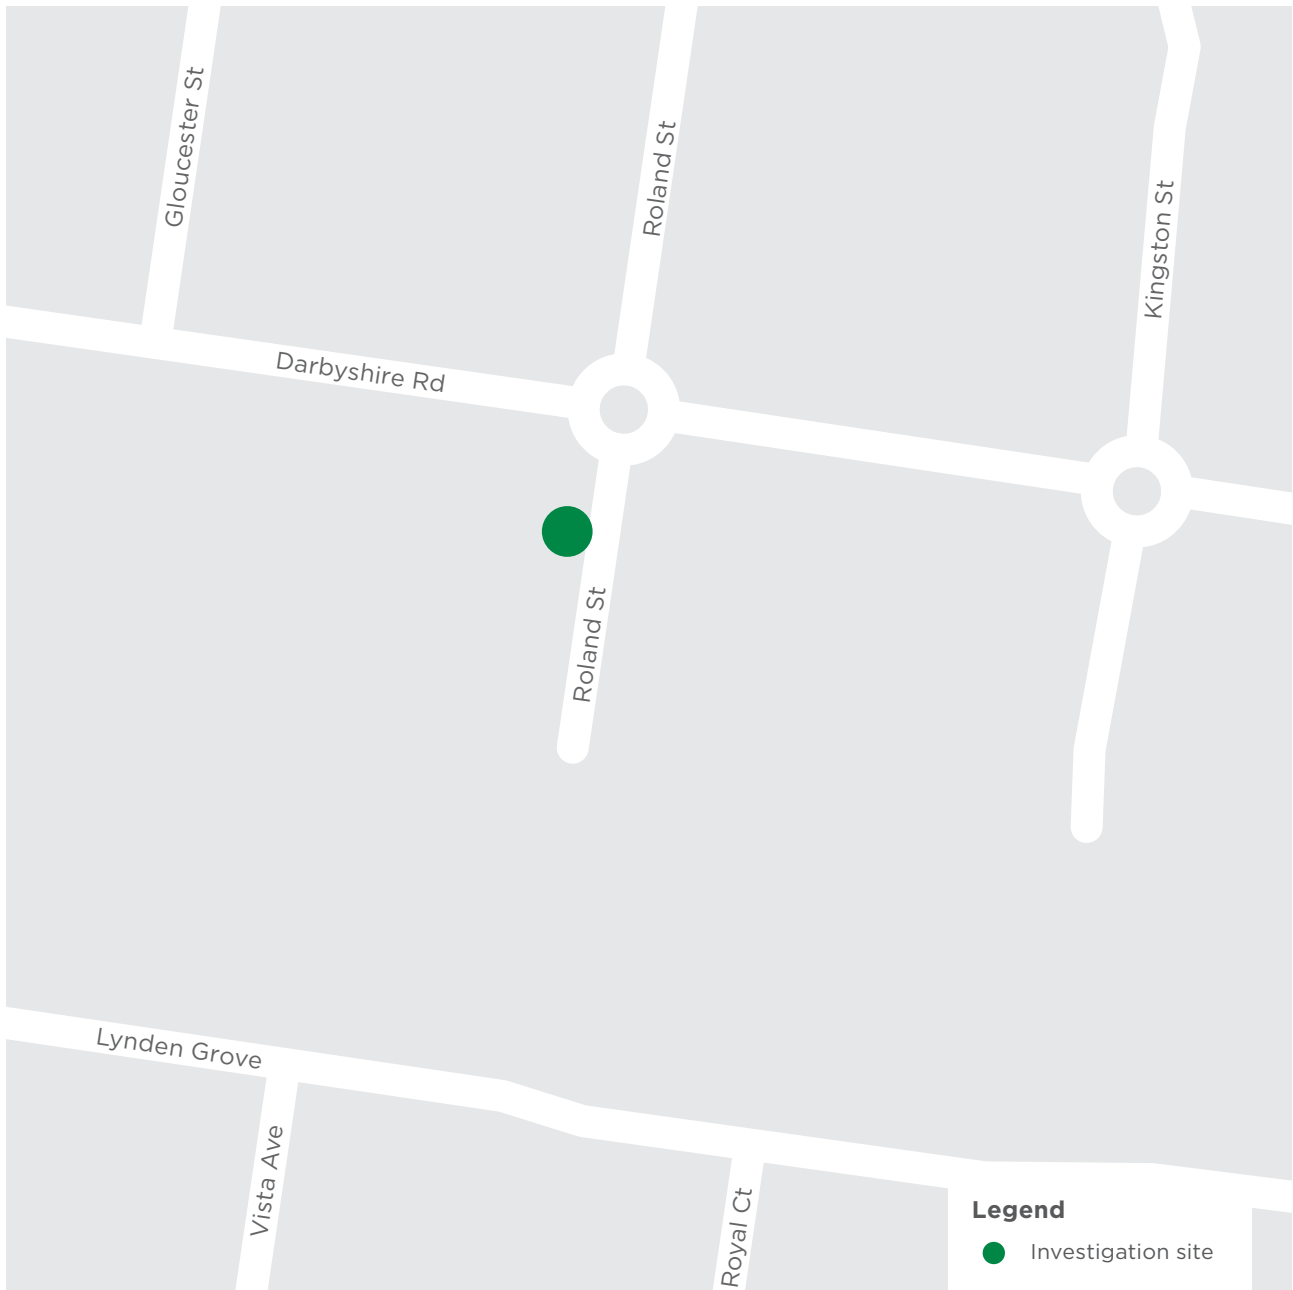 Gloucester St
Roland St
Kingston St
Darbyshire Rd
Roland St
Lynden Grove
Vista Ave
Royal Ct
Legend
Investigation site